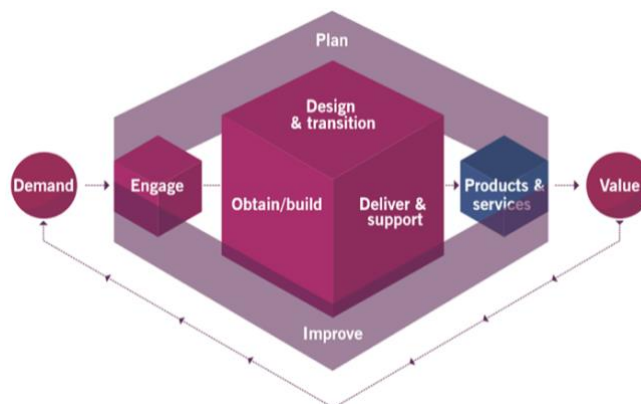 Plan
Design
& transition
Demand
Engage
Obtain/build
Deliver &
support
Products &
services
Value
Improve